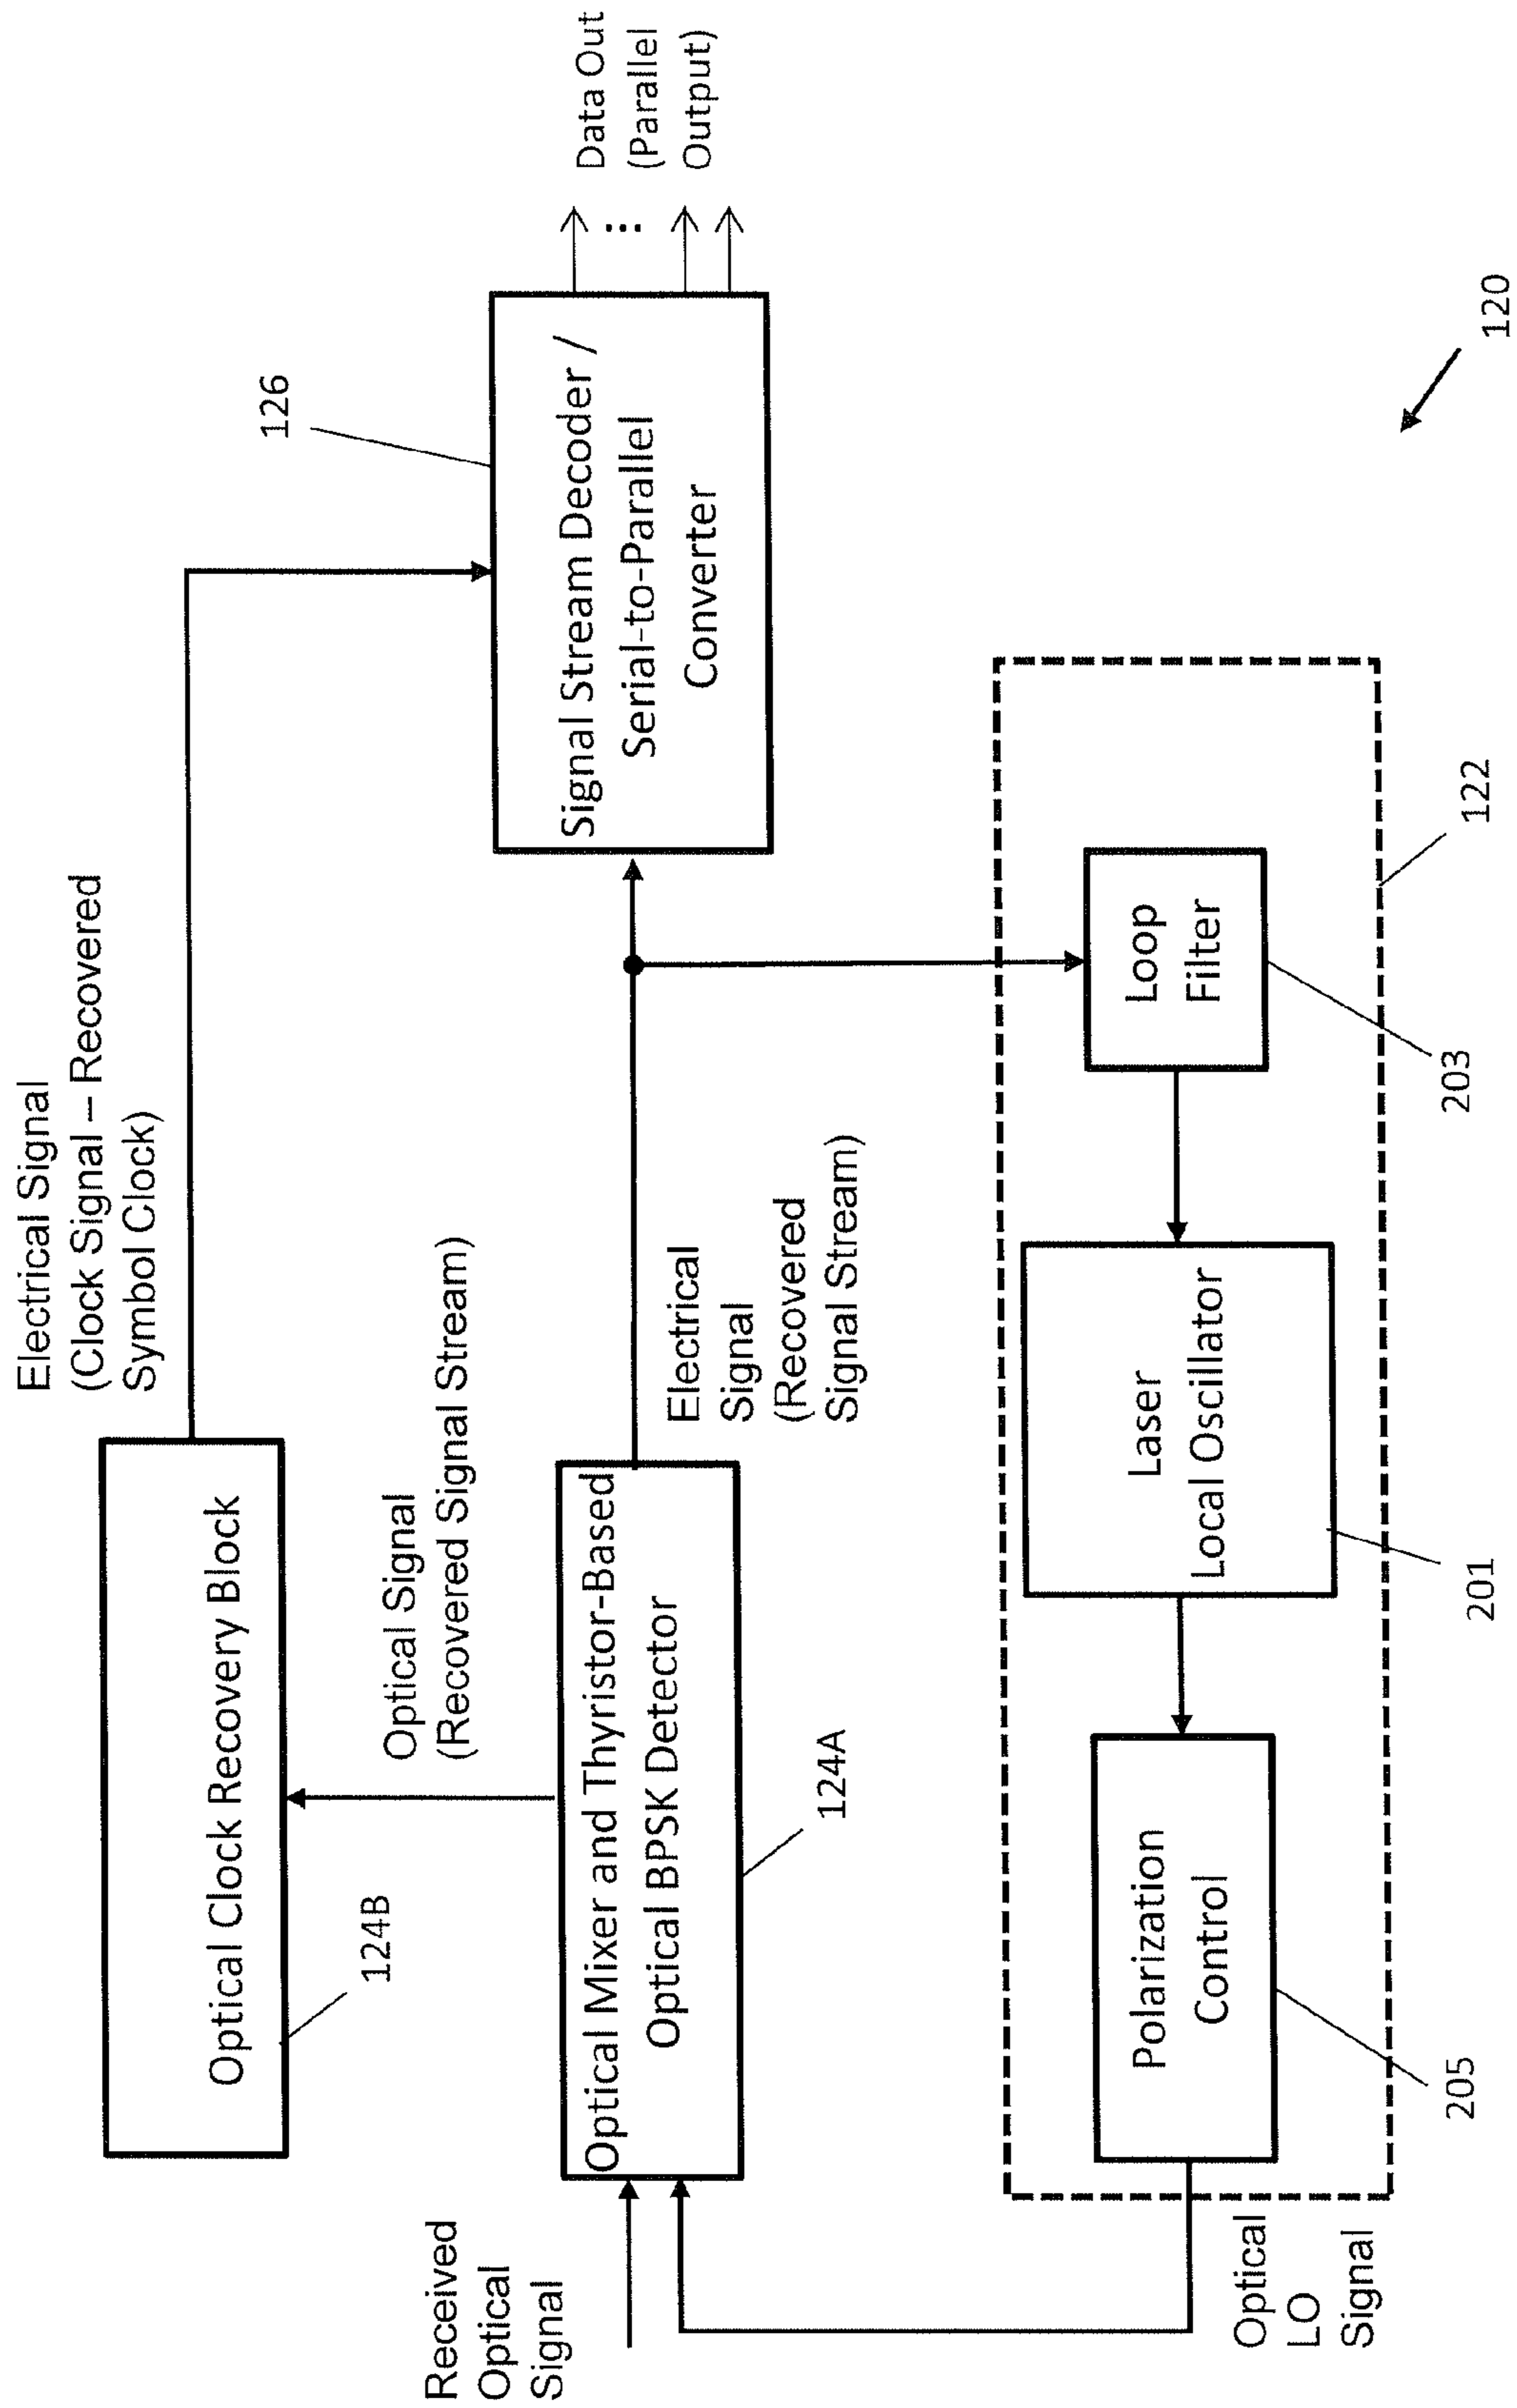 Electrical Signal
(Clock Signal – Recovered
Symbol Clock)
Optical Clock Recovery Block
124B
126
Optical Signal
(Recovered Signal Stream)
Received
Optical
Signal
Optical Mixer and Thyristor-Based
Optical BPSK Detector
124A
Electrical
Signal
(Recovered
Signal Stream)
Signal Stream Decoder /
Serial-to-Parallel
Converter
Data Out
(Parallel
Output)
...
Optical
LO
Signal
Polarization
Control
205
Laser
Local Oscillator
201
Loop
Filter
203
122
120